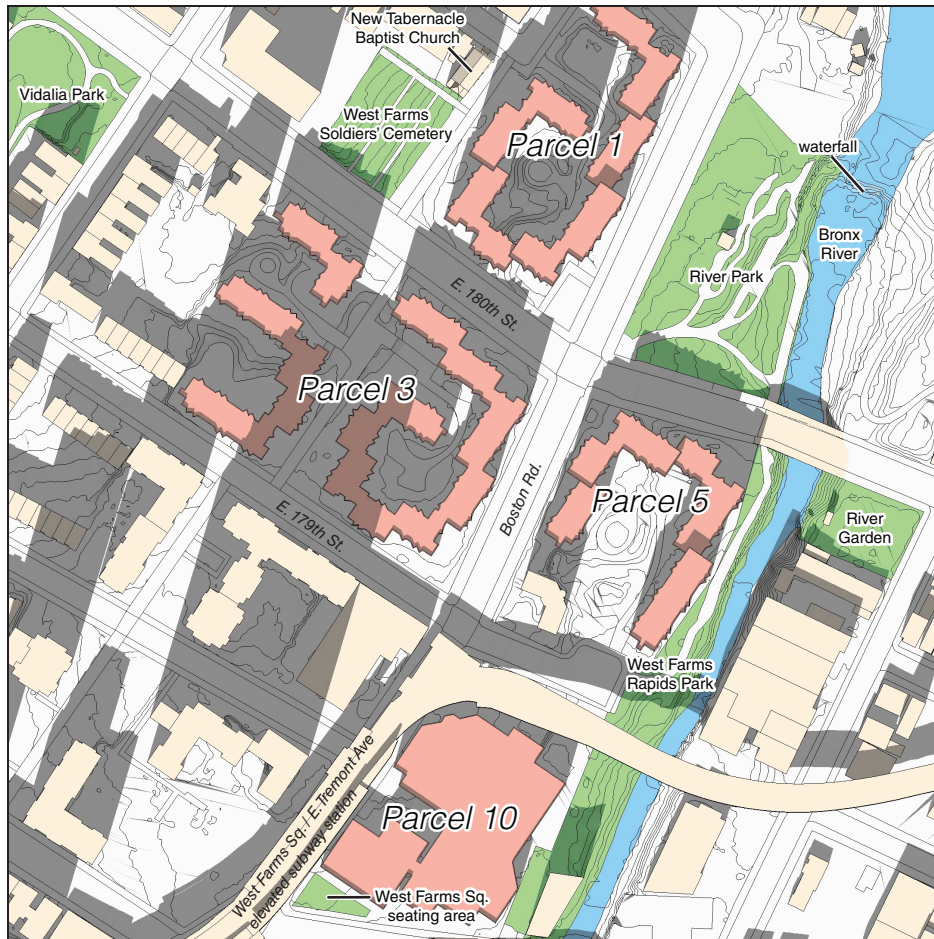 New Tabernacle
Baptist Church
Vidalia Park
West Farms
Soldiers' Cemetery
Parcel 1
waterfall
Bronx
River
River Park
E. 180th St.
Parcel 3
Boston Rd.
Parcel 5
E. 179th St.
River
Garden
West Farms
Rapids Park
West Farms Sq./ E. Tremont Ave
elevated subway station
Parcel 10
West Farms Sq.
seating area